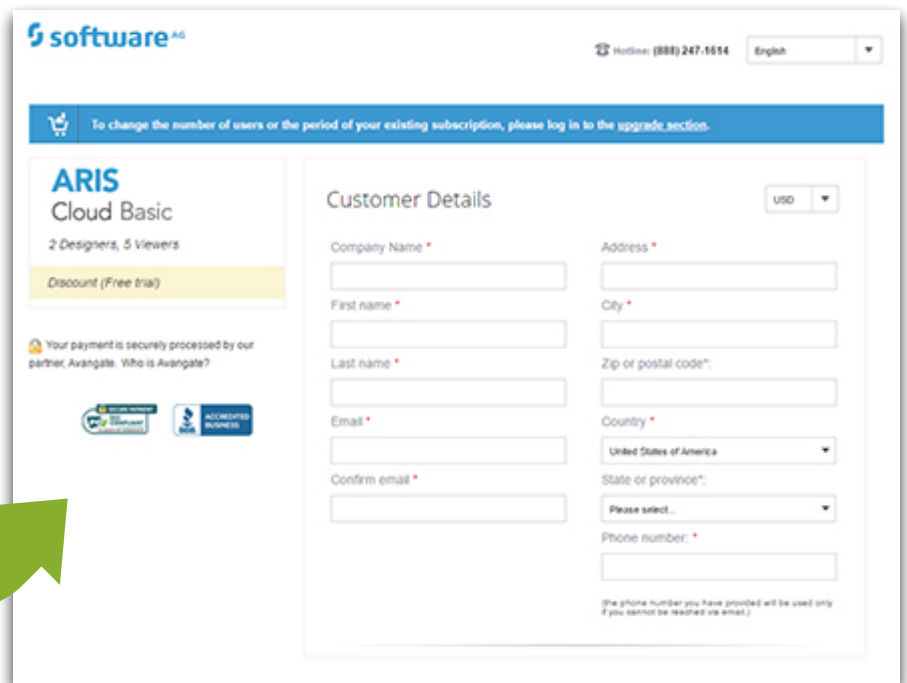 software AG
Hotline: (888) 247-1614
English
To change the number of users or the period of your existing subscription, please log in to the upgrade section.
ARIS
Cloud Basic
2 Designers, 5 Viewers
Discount (Free trial)
Your payment is securely processed by our
partner, Avangate. Who is Avangate?
SECURE PAYMENT
COMPLIANT
BBB
ACCREDITED
BUSINESS
Customer Details
USD
Company Name *
Address *
First name *
City *
Last name *
Zip or postal code*:
Email *
Country *
United States of America
Confirm email *
State or province*:
Please select...
Phone number: *
(the phone number you have provided will be used only
if you cannot be reached via email.)